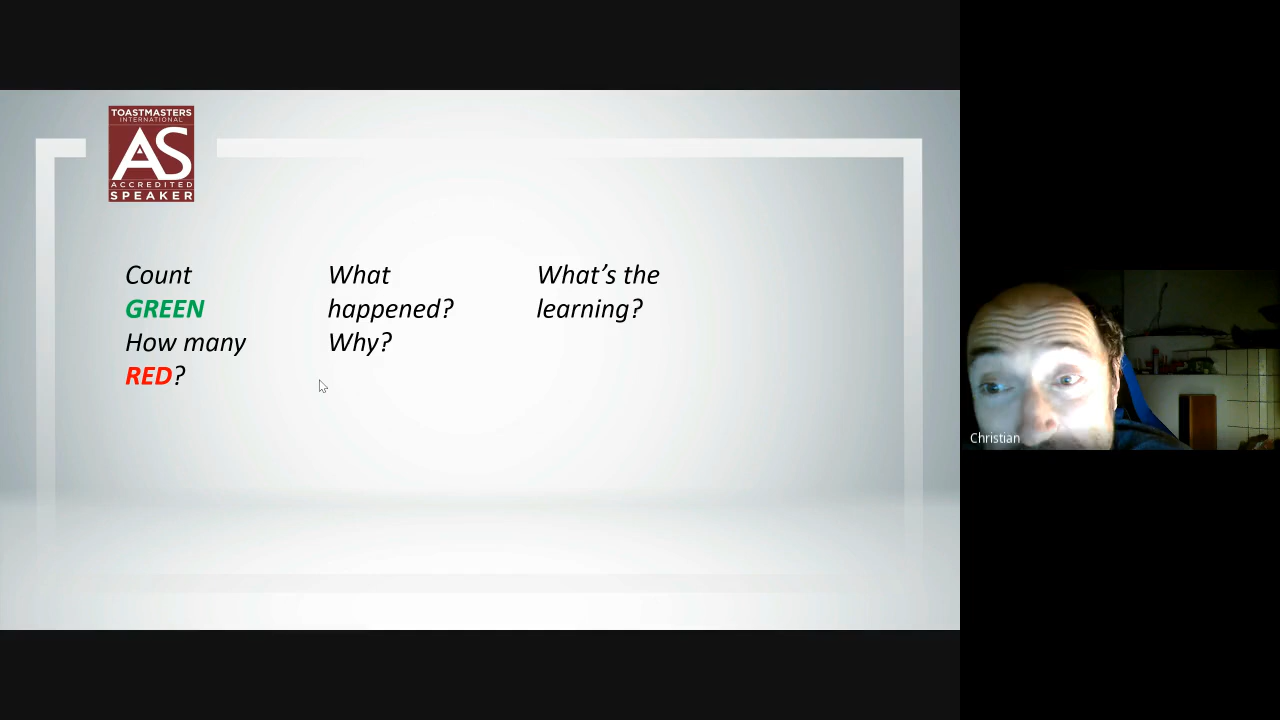 TOASTMASTERS
INTERNATIONAL
AS
ACCREDITED
SPEAKER
Count
GREEN
How many
RED?
What
happened?
Why?
What’s the
learning?
Christian